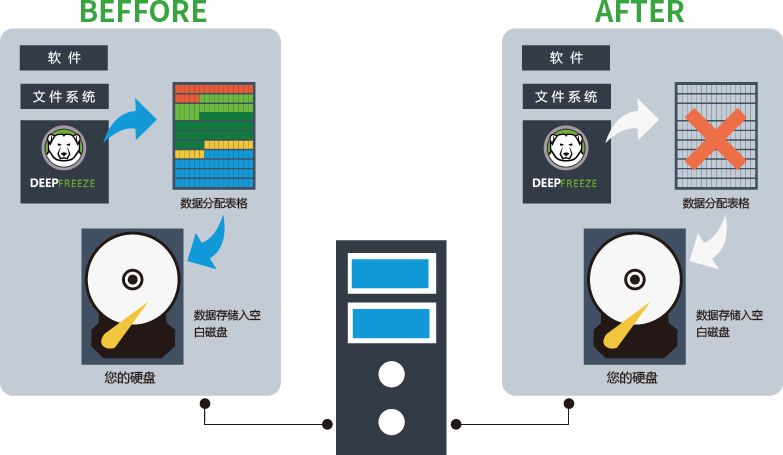 BEFFORE
软 件
文 件 系 统
DEEPFREEZE
数据分配表格
数据存储入空
白磁盘
您的硬盘
AFTER
软 件
文 件 系 统
DEEPFREEZE
数据分配表格
数据存储入空
白磁盘
您的硬盘